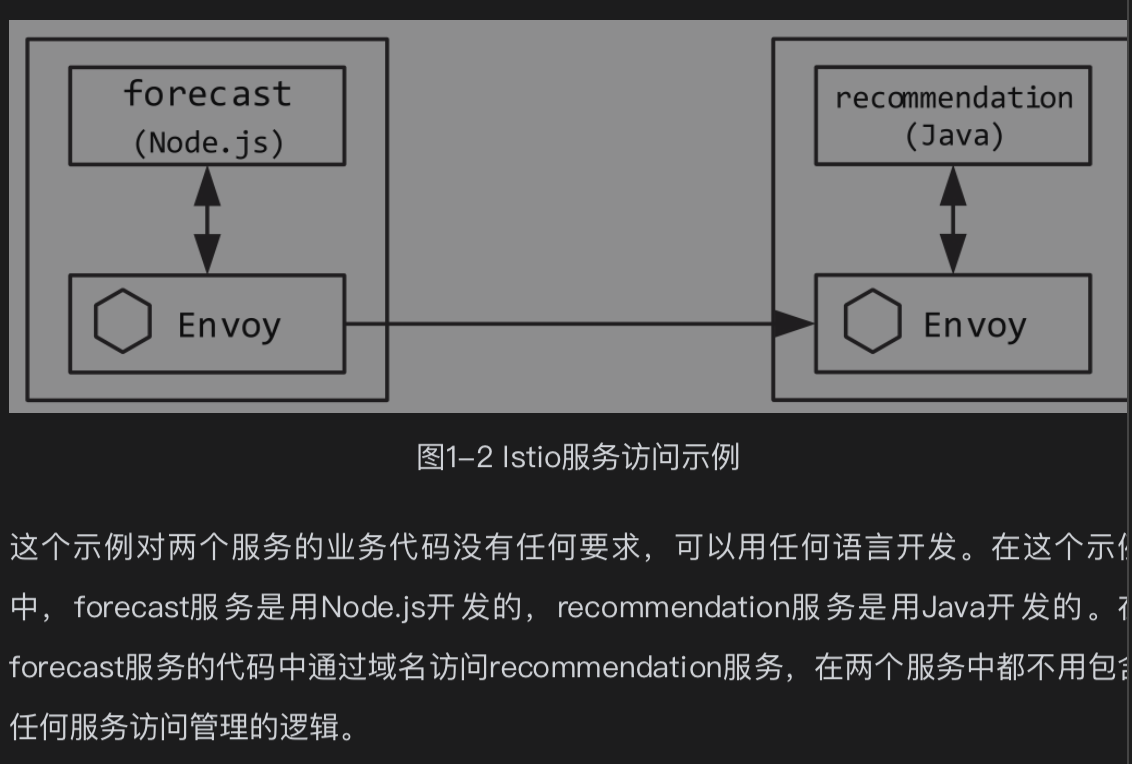 forecast
(Node.js)
recommendation
(Java)
Envoy
Envoy
图1-2 Istio服务访问示例
这个示例对两个服务的业务代码没有任何要求，可以用任何语言开发。在这个示
中，forecast服务是用Node.js开发的，recommendation服务是用Java开发的。
forecast服务的代码中通过域名访问recommendation服务，在两个服务中都不用包
任何服务访问管理的逻辑。